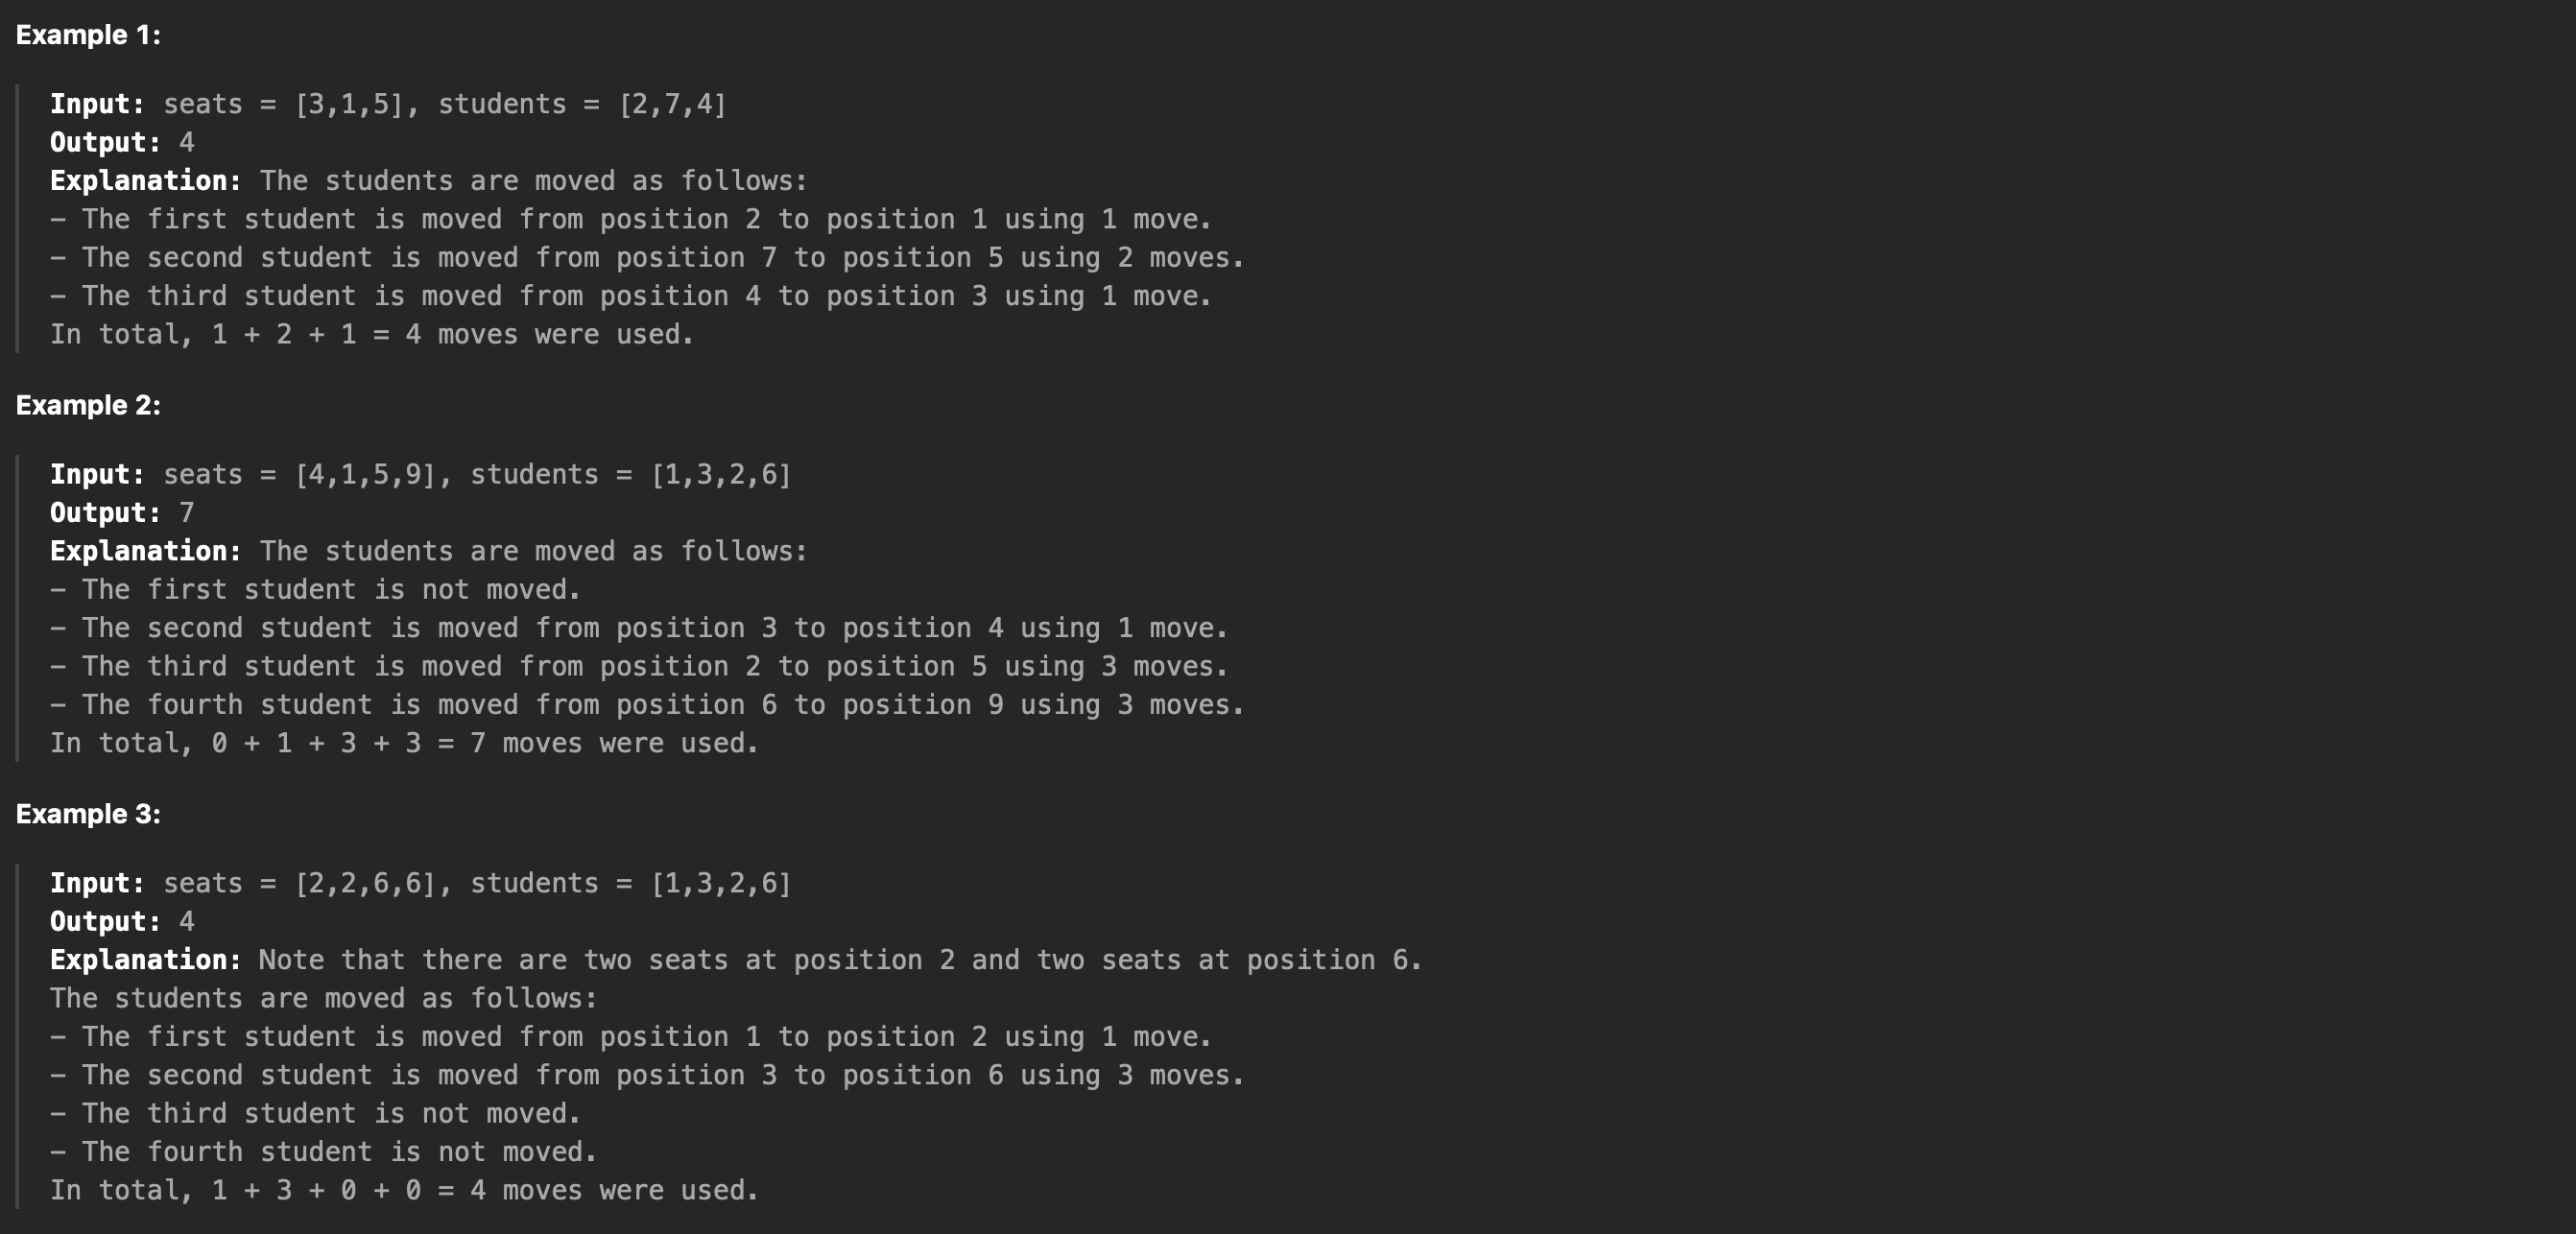 Example 1:
Input: seats = [3,1,5], students = [2,7,4]
Output: 4
Explanation: The students are moved as follows:
- The first student is moved from position 2 to position 1 using 1 move.
- The second student is moved from position 7 to position 5 using 2 moves.
- The third student is moved from position 4 to position 3 using 1 move.
In total, 1 + 2 + 1 = 4 moves were used.
Example 2:
Input: seats = [4,1,5,9], students = [1,3,2,6]
Output: 7
Explanation: The students are moved as follows:
- The first student is not moved.
- The second student is moved from position 3 to position 4 using 1 move.
- The third student is moved from position 2 to position 5 using 3 moves.
- The fourth student is moved from position 6 to position 9 using 3 moves.
In total, 0 + 1 + 3 + 3 = 7 moves were used.
Example 3:
Input: seats = [2,2,6,6], students = [1,3,2,6]
Output: 4
Explanation: Note that there are two seats at position 2 and two seats at position 6.
The students are moved as follows:
- The first student is moved from position 1 to position 2 using 1 move.
- The second student is moved from position 3 to position 6 using 3 moves.
- The third student is not moved.
- The fourth student is not moved.
In total, 1 + 3 + 0 + 0 = 4 moves were used.